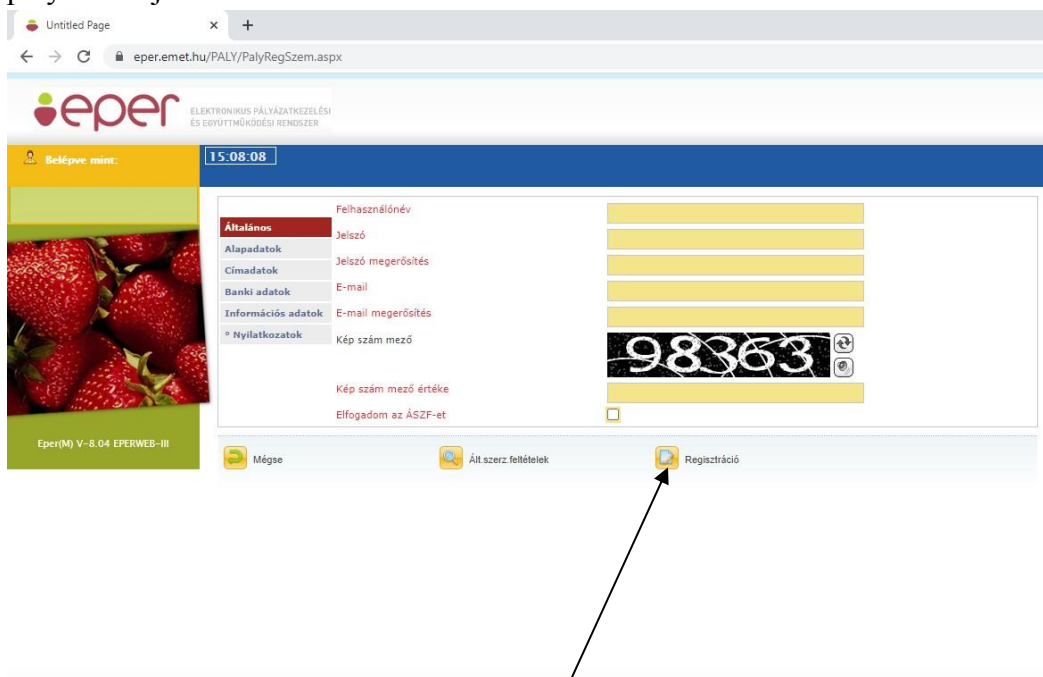 Untitled Page
eper.emet.hu/PALY/PalyRegSzem.aspx
eper
ELEKTRONIKUS PÁLYÁZATKEZELÉSI
ÉS EGYÜTTMŰKÖDÉSI RENDSZER
Belépve mint:
15:08:08
Általános
Alapadatok
Címadatok
Banki adatok
Információs adatok
° Nyilatkozatok
Felhasználónév
Jelszó
Jelszó megerősítés
E-mail
E-mail megerősítés
Kép szám mező
98363
Kép szám mező értéke
Elfogadom az ÁSZF-et
Eper(M) V-8.04 EPERWEB-III
Mégse
Ált.szerz.feltételek
Regisztráció